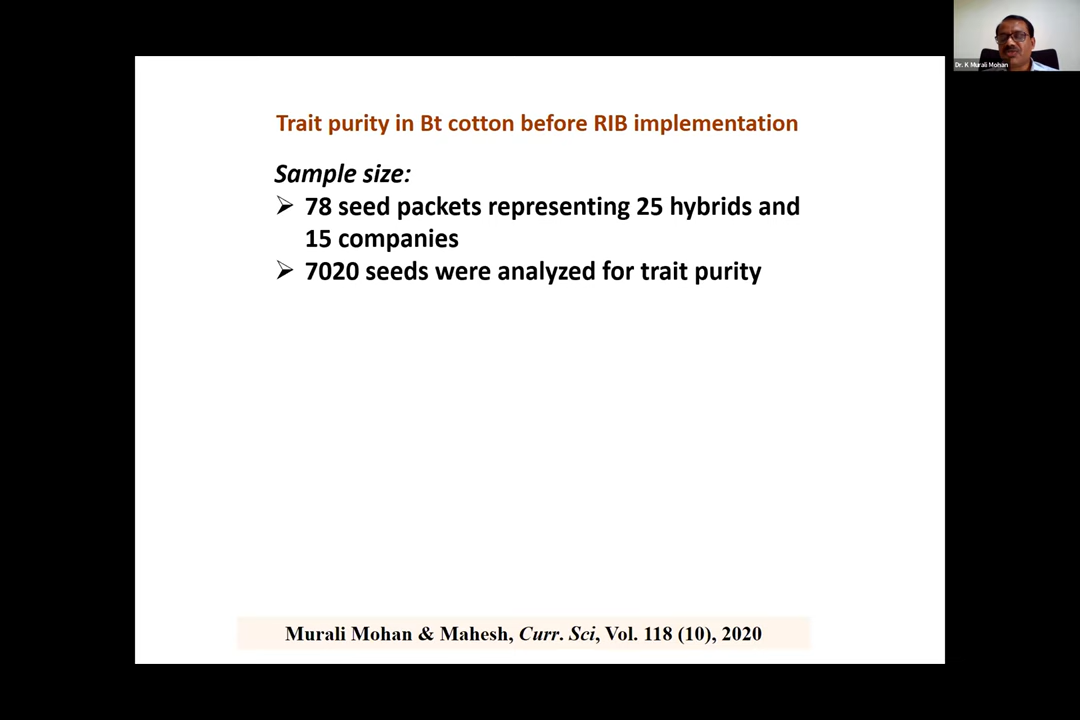 Dr. K Murali Mohan
Trait purity in Bt cotton before RIB implementation
Sample size:
➢ 78 seed packets representing 25 hybrids and
15 companies
➢ 7020 seeds were analyzed for trait purity
Murali Mohan & Mahesh, Curr. Sci, Vol. 118 (10), 2020